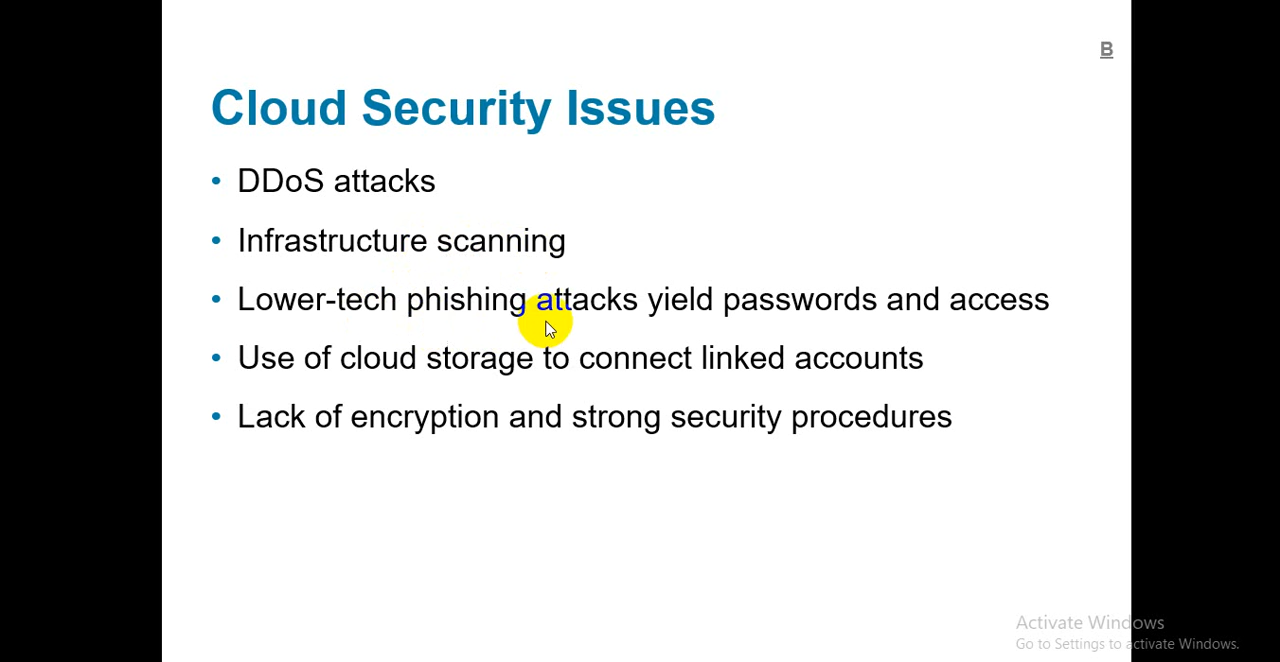 B
Cloud Security Issues
• DDoS attacks
• Infrastructure scanning
• Lower-tech phishing attacks yield passwords and access
• Use of cloud storage to connect linked accounts
• Lack of encryption and strong security procedures
Activate Windows
Go to Settings to activate Windows.